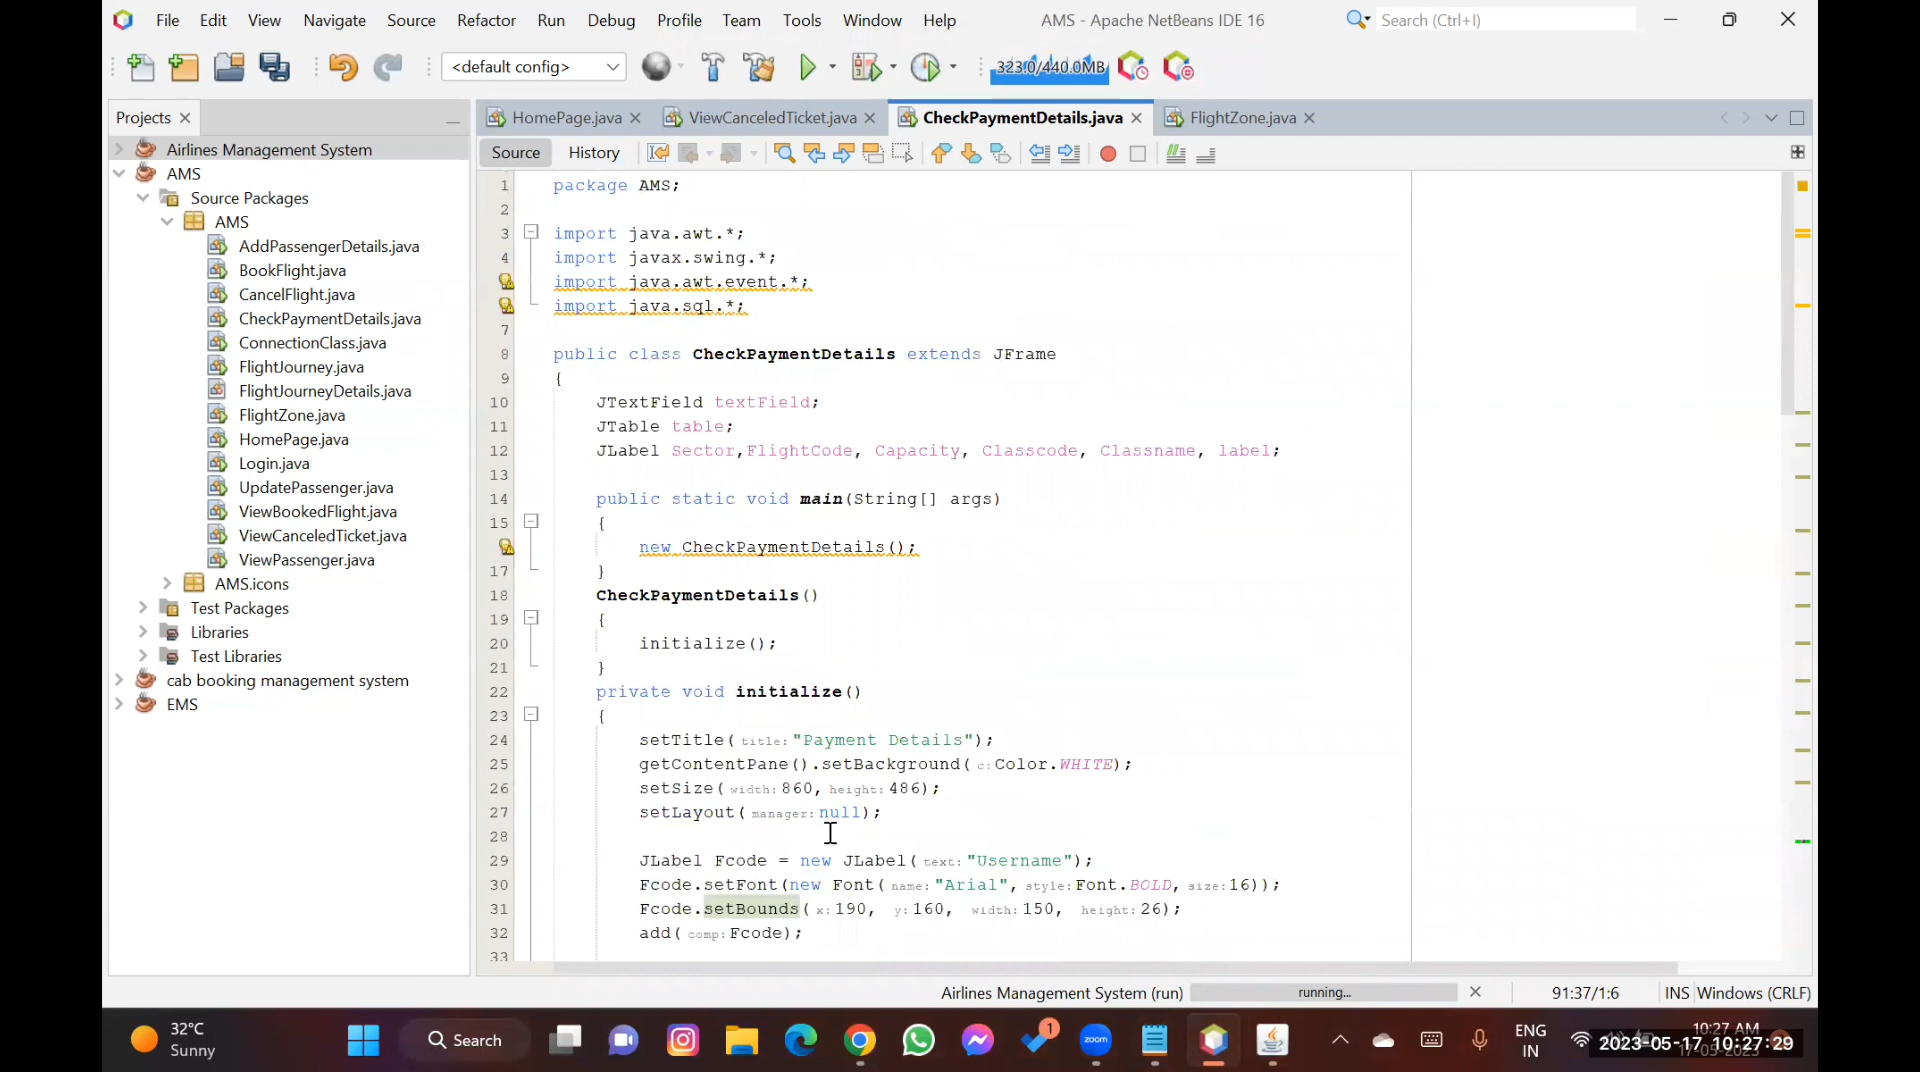 File Edit View Navigate Source Refactor Run Debug Profile Team Tools Window Help AMS - Apache NetBeans IDE 16 Search (Ctrl+I)
<default config> 323.0/440.0MB
Projects HomePage.java ViewCanceledTicket.java CheckPaymentDetails.java FlightZone.java
Source History
Airlines Management System
AMS
Source Packages
AMS
AddPassengerDetails.java
BookFlight.java
CancelFlight.java
CheckPaymentDetails.java
ConnectionClass.java
FlightJourney.java
FlightJourneyDetails.java
FlightZone.java
HomePage.java
Login.java
UpdatePassenger.java
ViewBookedFlight.java
ViewCanceledTicket.java
ViewPassenger.java
AMS.icons
Test Packages
Libraries
Test Libraries
cab booking management system
EMS
1 package AMS;
2
3 import java.awt.*;
4 import javax.swing.*;
import java.awt.event.*;
import java.sql.*;
7
8 public class CheckPaymentDetails extends JFrame
9 {
10 JTextField textField;
11 JTable table;
12 JLabel Sector,FlightCode, Capacity, Classcode, Classname, label;
13
14 public static void main(String[] args)
15 {
new CheckPaymentDetails();
17 }
18 CheckPaymentDetails()
19 {
20 initialize();
21 }
22 private void initialize()
23 {
24 setTitle(title:"Payment Details");
25 getContentPane().setBackground(c:Color.WHITE);
26 setSize(width:860,height:486);
27 setLayout(manager:null);
28
29 JLabel Fcode = new JLabel(text:"Username");
30 Fcode.setFont(new Font(name:"Arial",style:Font.BOLD,size:16));
31 Fcode.setBounds(x:190, y:160, width:150, height:26);
32 add(comp:Fcode);
33
Airlines Management System (run) running... 91:37/1:6 INS Windows (CRLF)
32°C
Sunny
Search
1
zoom
ENG
IN
10:27 AM
2023-05-17 10:27:29